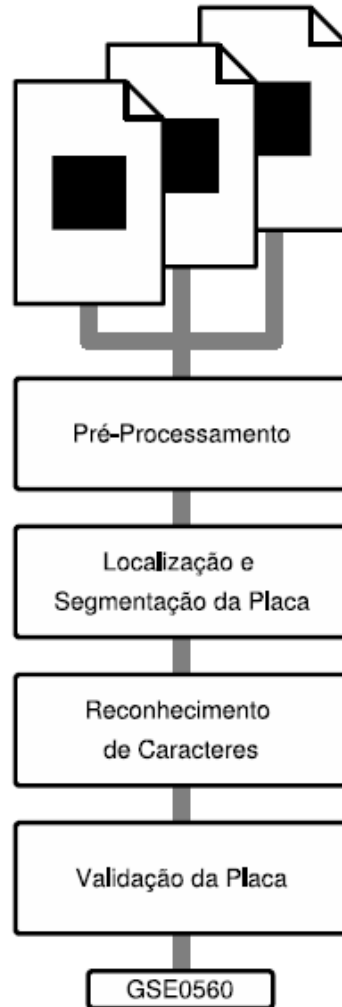 Pré-Processamento
Localização e
Segmentação da Placa
Reconhecimento
de Caracteres
Validação da Placa
GSE0560